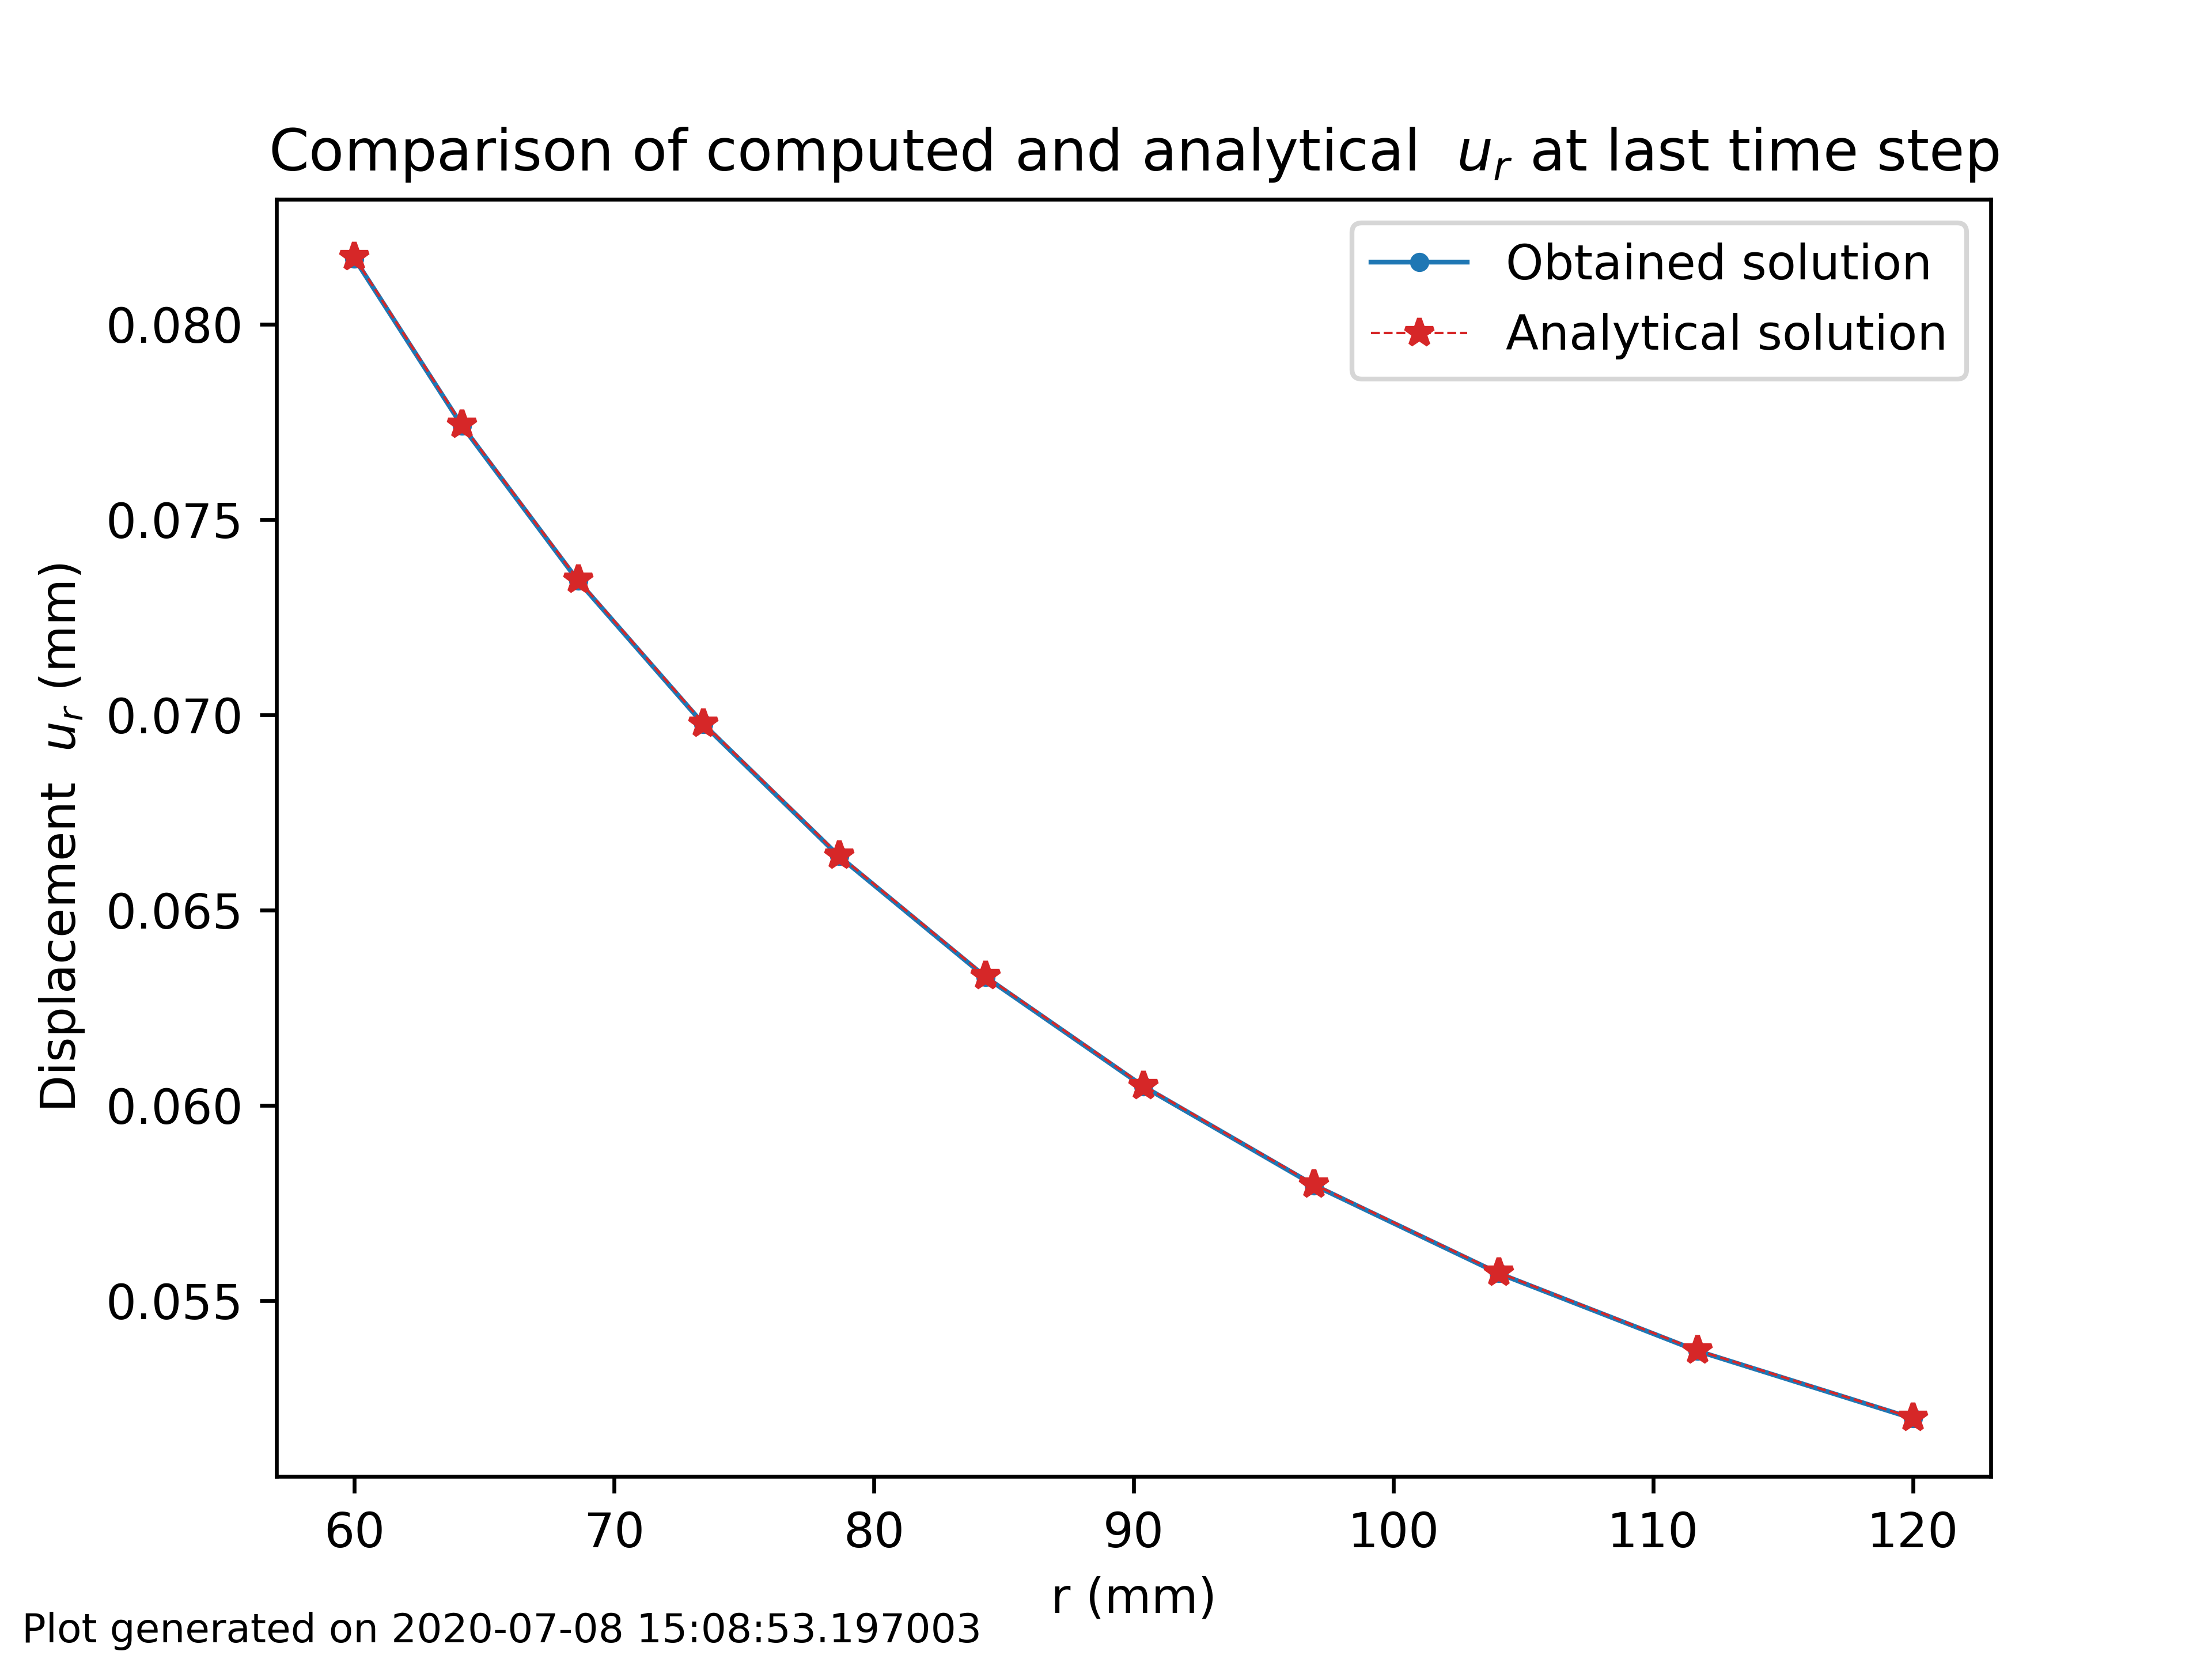 Comparison of computed and analytical u_r at last time step
Obtained solution
Analytical solution
0.080
0.075
0.070
0.065
0.060
0.055
Displacement u_r (mm)
60 70 80 90 100 110 120
r (mm)
Plot generated on 2020-07-08 15:08:53.197003